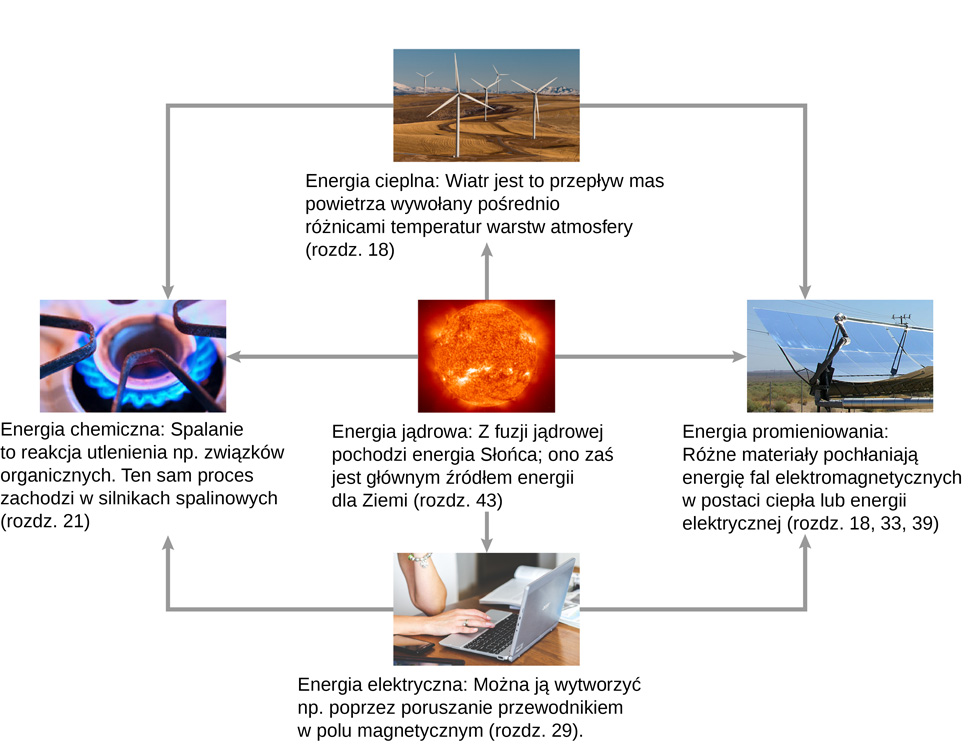 Energia cieplna: Wiatr jest to przepływ mas
powietrza wywołany pośrednio
różnicami temperatur warstw atmosfery
(rozdz. 18)
Energia chemiczna: Spalanie
to reakcja utlenienia np. związków
organicznych. Ten sam proces
zachodzi w silnikach spalinowych
(rozdz. 21)
Energia jądrowa: Z fuzji jądrowej
pochodzi energia Słońca; ono zaś
jest głównym źródłem energii
dla Ziemi (rozdz. 43)
Energia promieniowania:
Różne materiały pochłaniają
energię fal elektromagnetycznych
w postaci ciepła lub energii
elektrycznej (rozdz. 18, 33, 39)
Energia elektryczna: Można ją wytworzyć
np. poprzez poruszanie przewodnikiem
w polu magnetycznym (rozdz. 29).